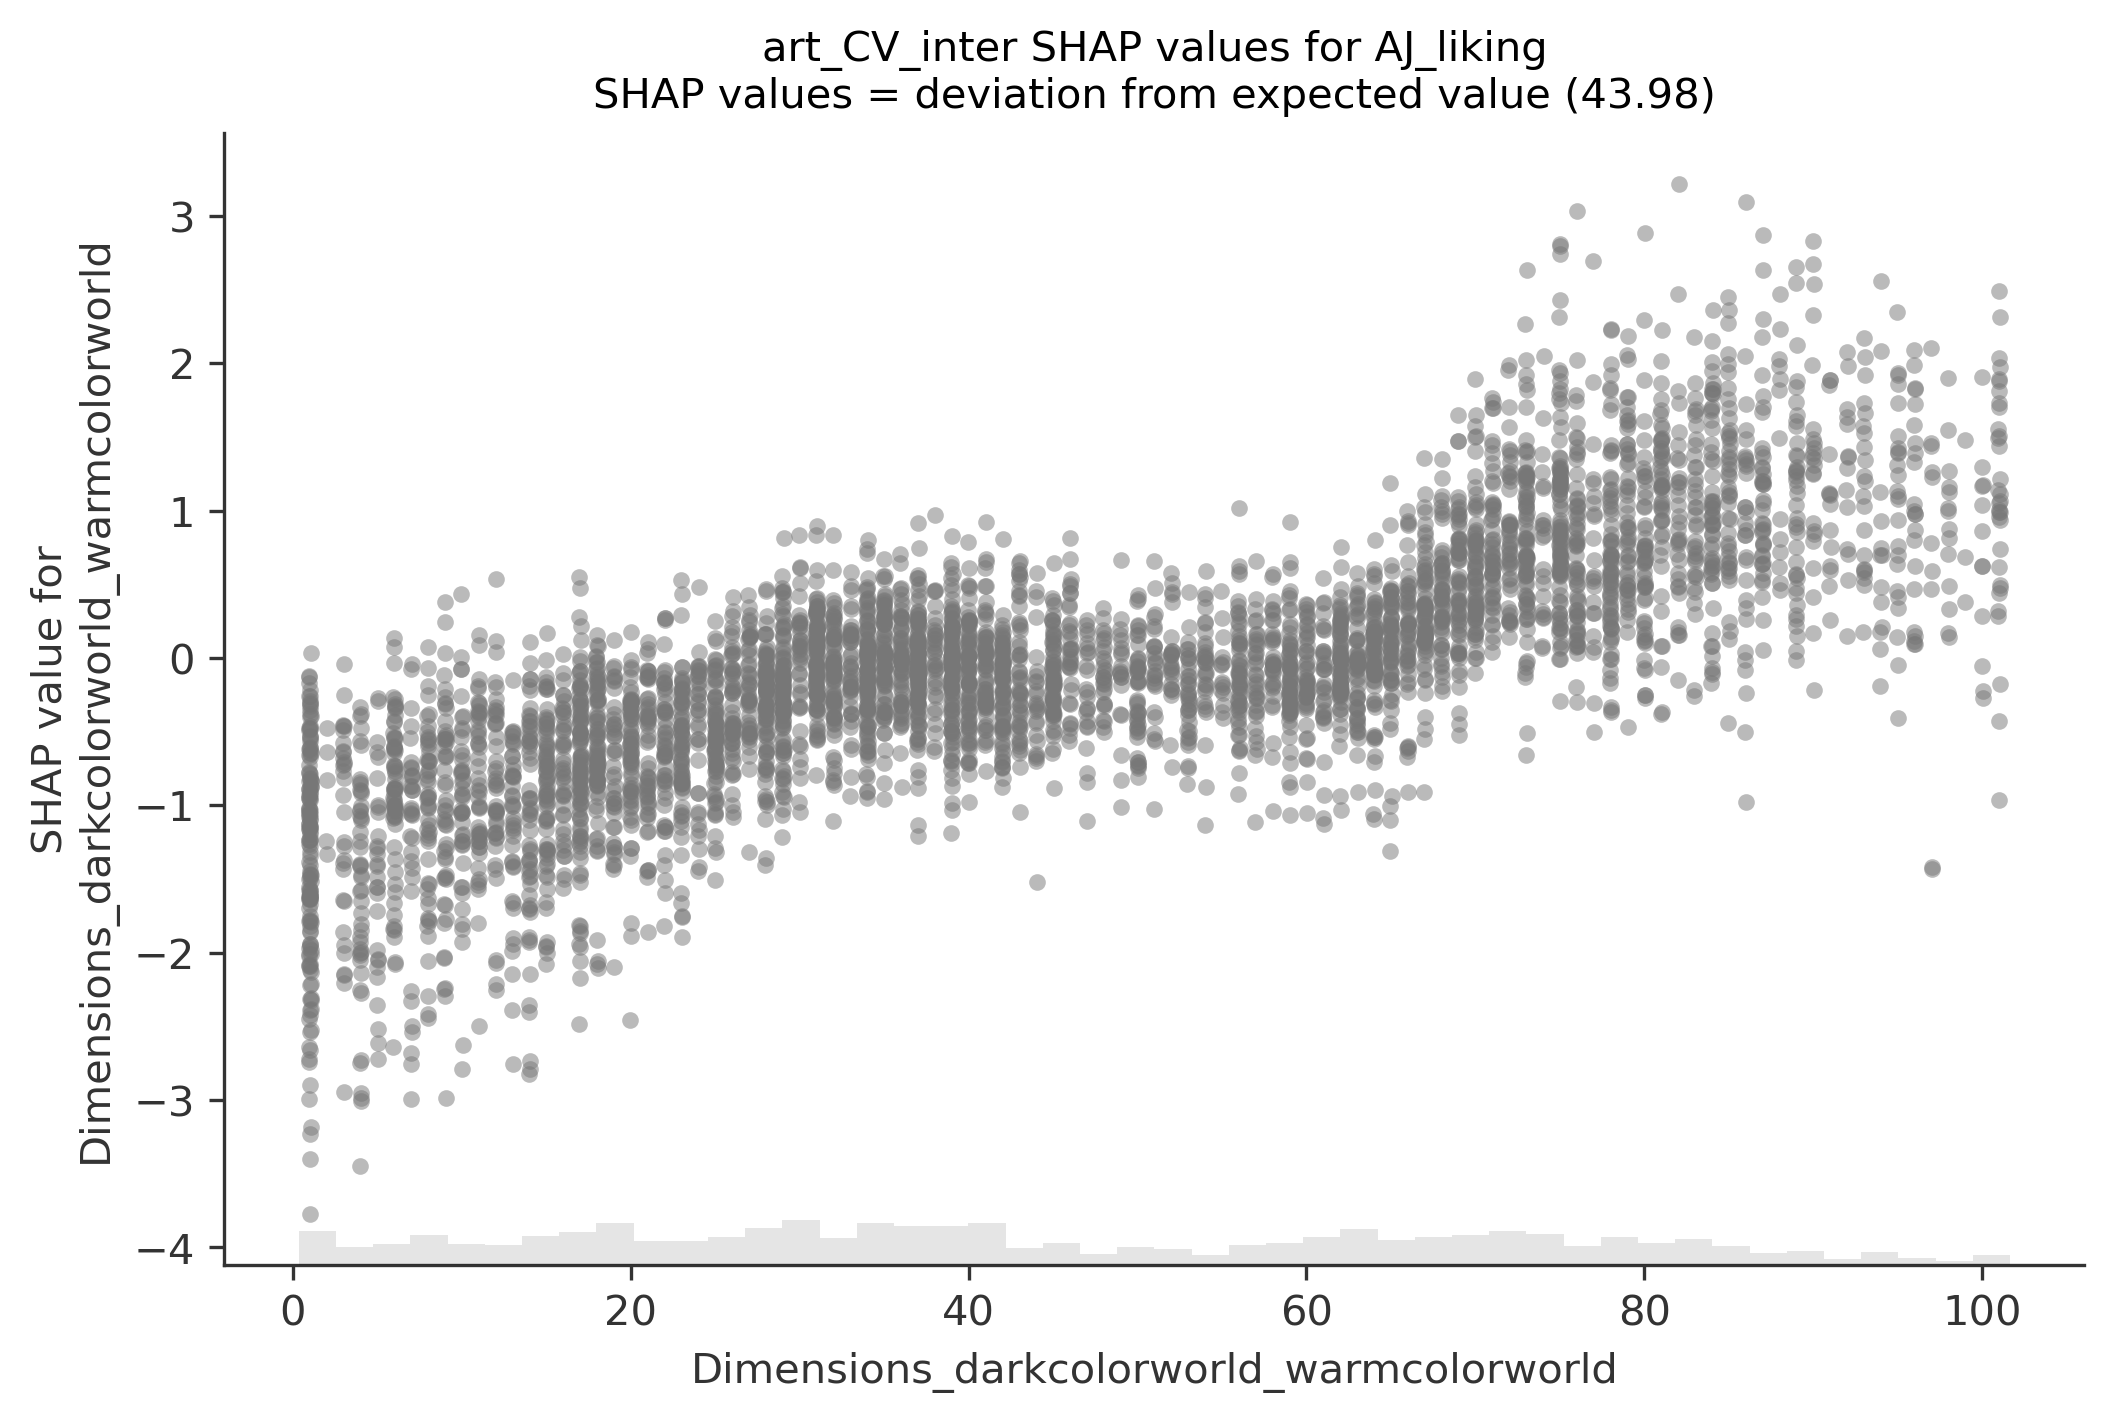 art_CV_inter SHAP values for AJ_liking
SHAP values = deviation from expected value (43.98)
SHAP value for
Dimensions_darkcolorworld_warmcolorworld
3
2
1
0
−1
−2
−3
−4
0 20 40 60 80 100
Dimensions_darkcolorworld_warmcolorworld